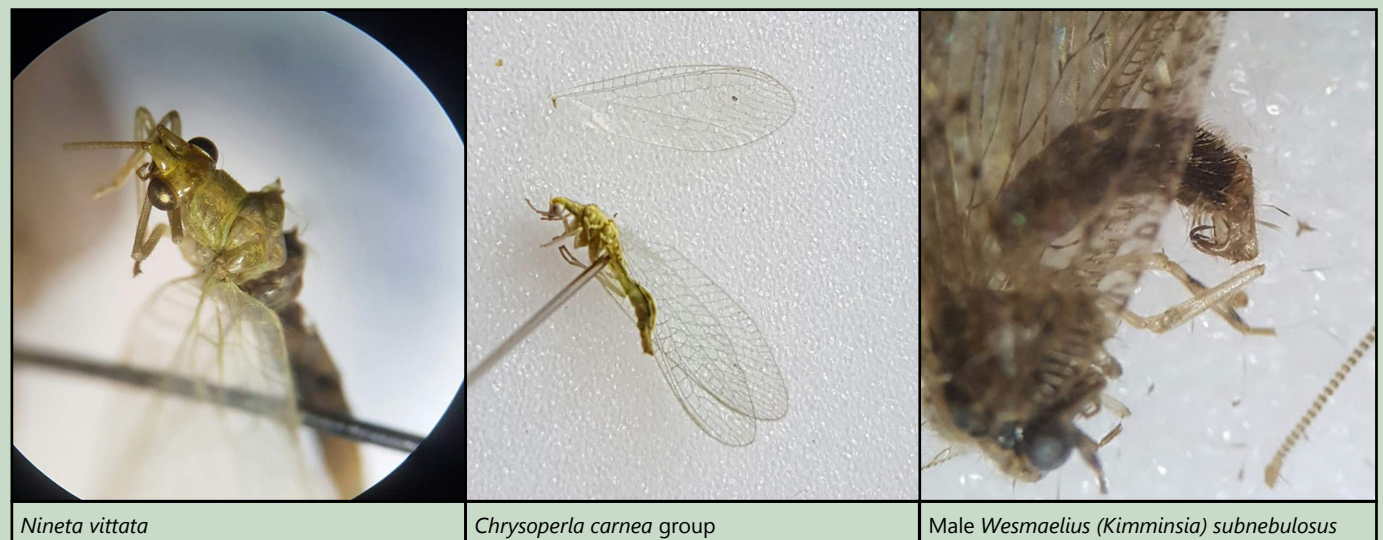 Nineta vittata
Chrysoperla carnea group
Male Wesmaelius (Kimminsia) subnebulosus